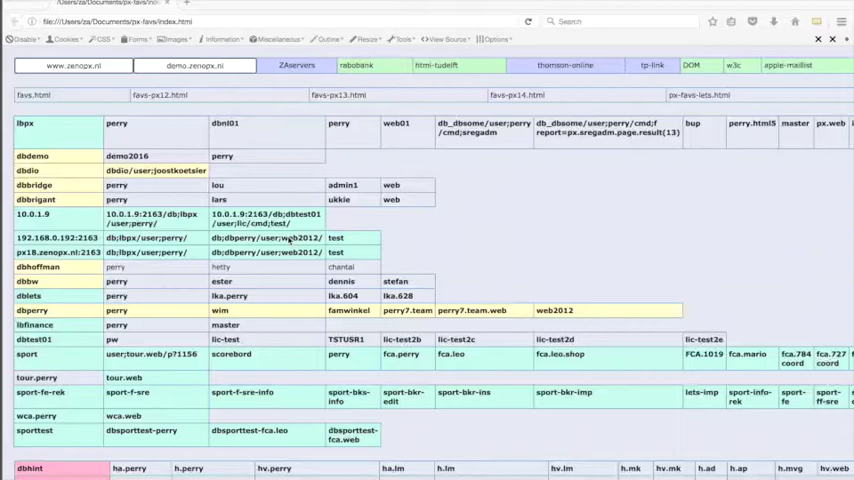 /Users/za/Documents/px-favs/index.html
file:///Users/za/Documents/px-favs/index.html Search
Disable Cookies CSS Forms Images Information Miscellaneous Outline Resize Tools View Source Options
www.zenopx.nl demo.zenopx.nl ZAservers rabobank html-tudelft thomson-online tp-link DOM w3c apple-maillist
favs.html favs-px12.html favs-px13.html favs-px14.html px-favs-lets.html
lbpx perry dbnl01 perry web01 db_dbsome/user;perry db_dbsome/user;perry/cmd;f bup perry.html5 master px.web
/cmd;sregadm report=px.sregadm.page.result(13)
dbdemo demo2016 perry
dbdio dbdio/user;joostkoetsier
dbbridge perry lou admin1 web
dbbrigant perry lars ukkie web
10.0.1.9 10.0.1.9:2163/db;lbpx 10.0.1.9:2163/db;dbtest01
/user;perry/ /user;lic/cmd;test/
192.168.0.192:2163 db;lbpx/user;perry/ db;dbperry/user;web2012/ test
px18.zenopx.nl:2163 db;lbpx/user;perry/ db;dbperry/user;web2012/ test
dbhoffman perry hetty chantal
dbbw perry ester dennis stefan
dblets perry lka.perry lka.604 lka.628
dbperry perry wim famwinkel perry7.team perry7.team.web web2012
lbfinance perry master
dbtest01 pw lic-test TSTUSR1 lic-test2b lic-test2c lic-test2d lic-test2e
sport user;tour.web/p?1156 scorebord perry fca.perry fca.leo fca.leo.shop FCA.1019 fca.mario fca.784 fca.727
coord coord
tour.perry tour.web
sport-fe-rek sport-f-sre sport-f-sre-info sport-bks- sport-bkr- sport-bkr-ins sport-bkr-imp lets-imp sport-info- sport- sport-
info edit rek fe ff-sre
wca.perry wca.web
sporttest dbsporttest-perry dbsporttest-fca.leo dbsporttest-
fca.web
dbhint ha.perry h.perry hv.perry ha.lm h.lm hv.lm h.mk hv.mk h.ad h.ap h.mvg hv.web